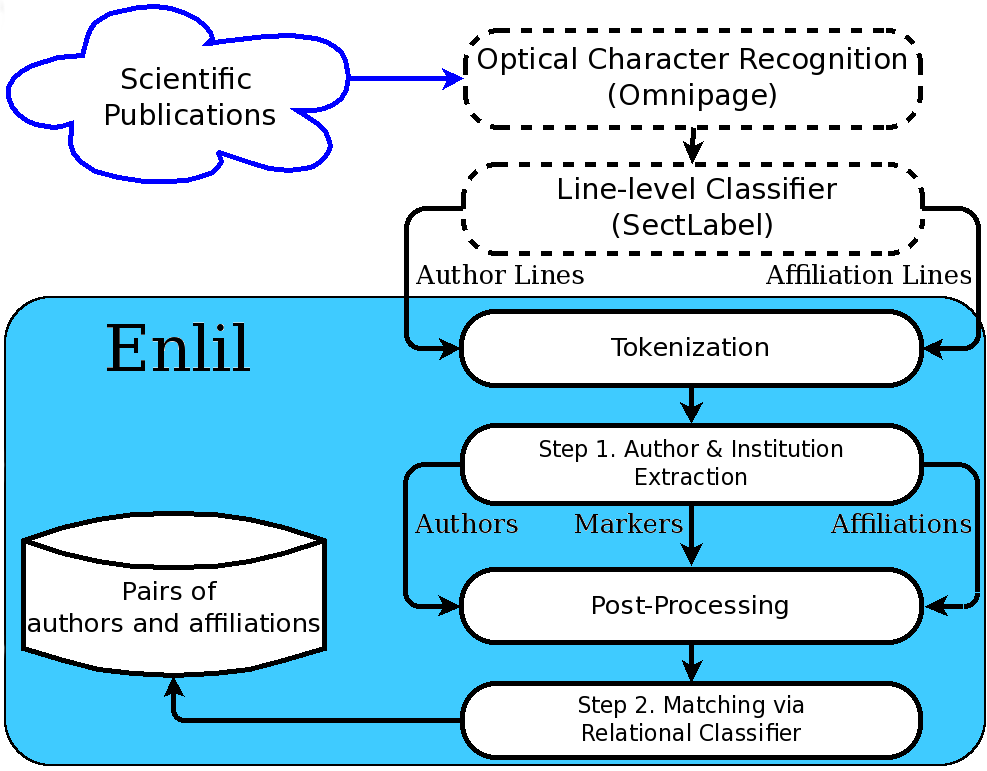 Scientific
Publications
Optical Character Recognition
(Omnipage)
Line-level Classifier
(SectLabel)
Author Lines
Affiliation Lines
Enlil
Tokenization
Step 1. Author & Institution
Extraction
Authors
Markers
Affiliations
Post-Processing
Pairs of
authors and affiliations
Step 2. Matching via
Relational Classifier